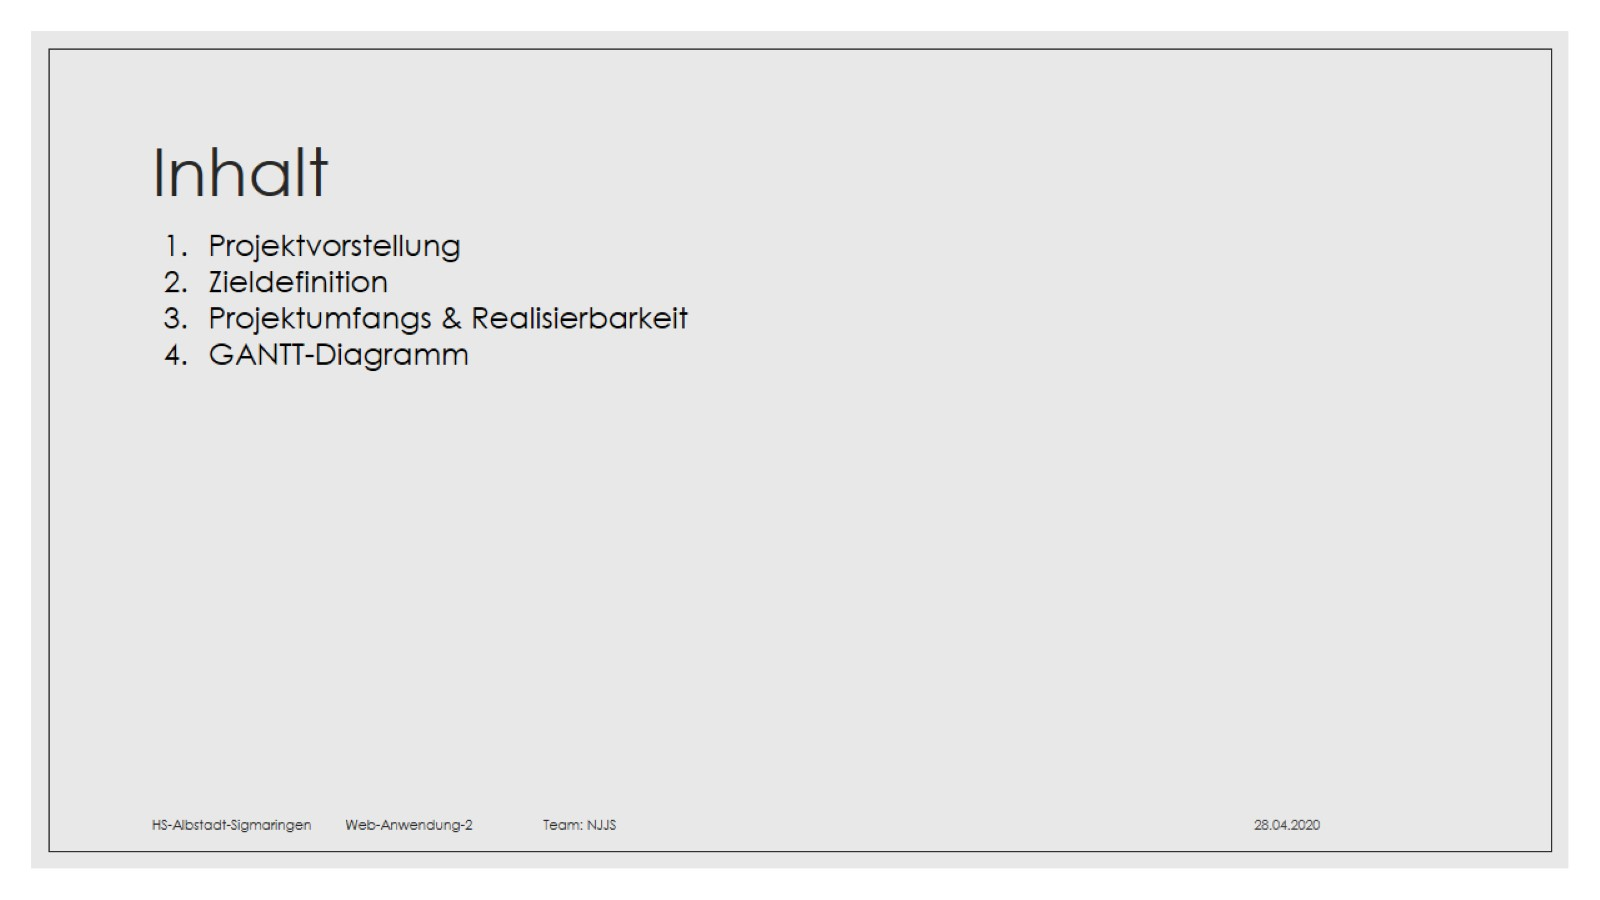 Inhalt
1. Projektvorstellung
2. Zieldefinition
3. Projektumfangs & Realisierbarkeit
4. GANTT-Diagramm
HS-Albstadt-Sigmaringen Web-Anwendung-2 Team: NJJS 28.04.2020